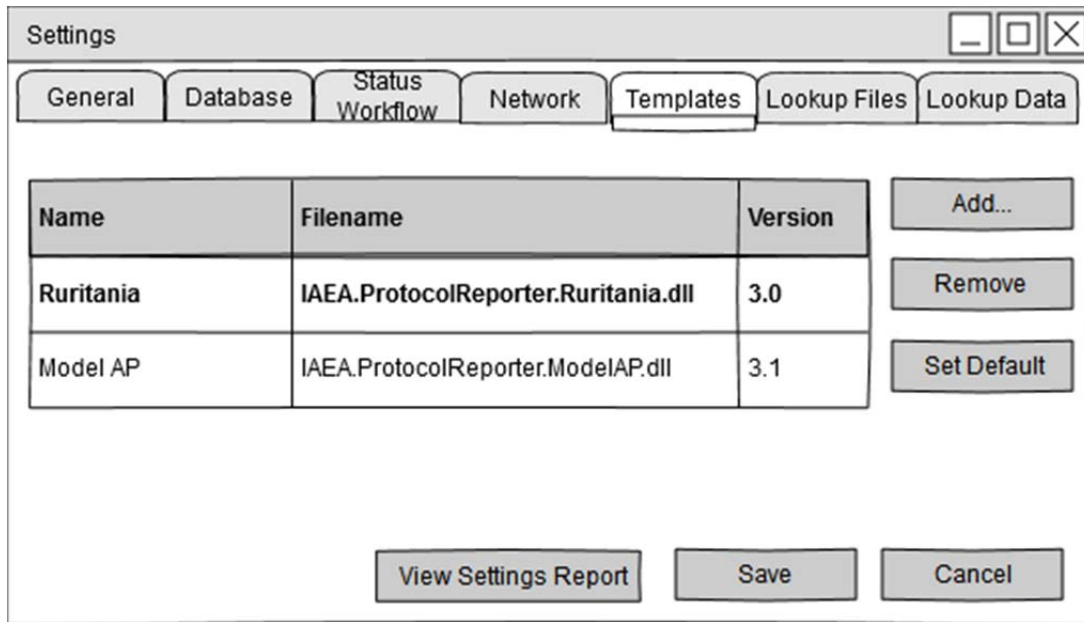 Settings
General
Database
Status
Workflow
Network
Templates
Lookup Files
Lookup Data
Name Filename Version
Add...
Ruritania IAEA.ProtocolReporter.Ruritania.dll 3.0
Remove
Model AP IAEA.ProtocolReporter.ModelAP.dll 3.1
Set Default
View Settings Report
Save
Cancel